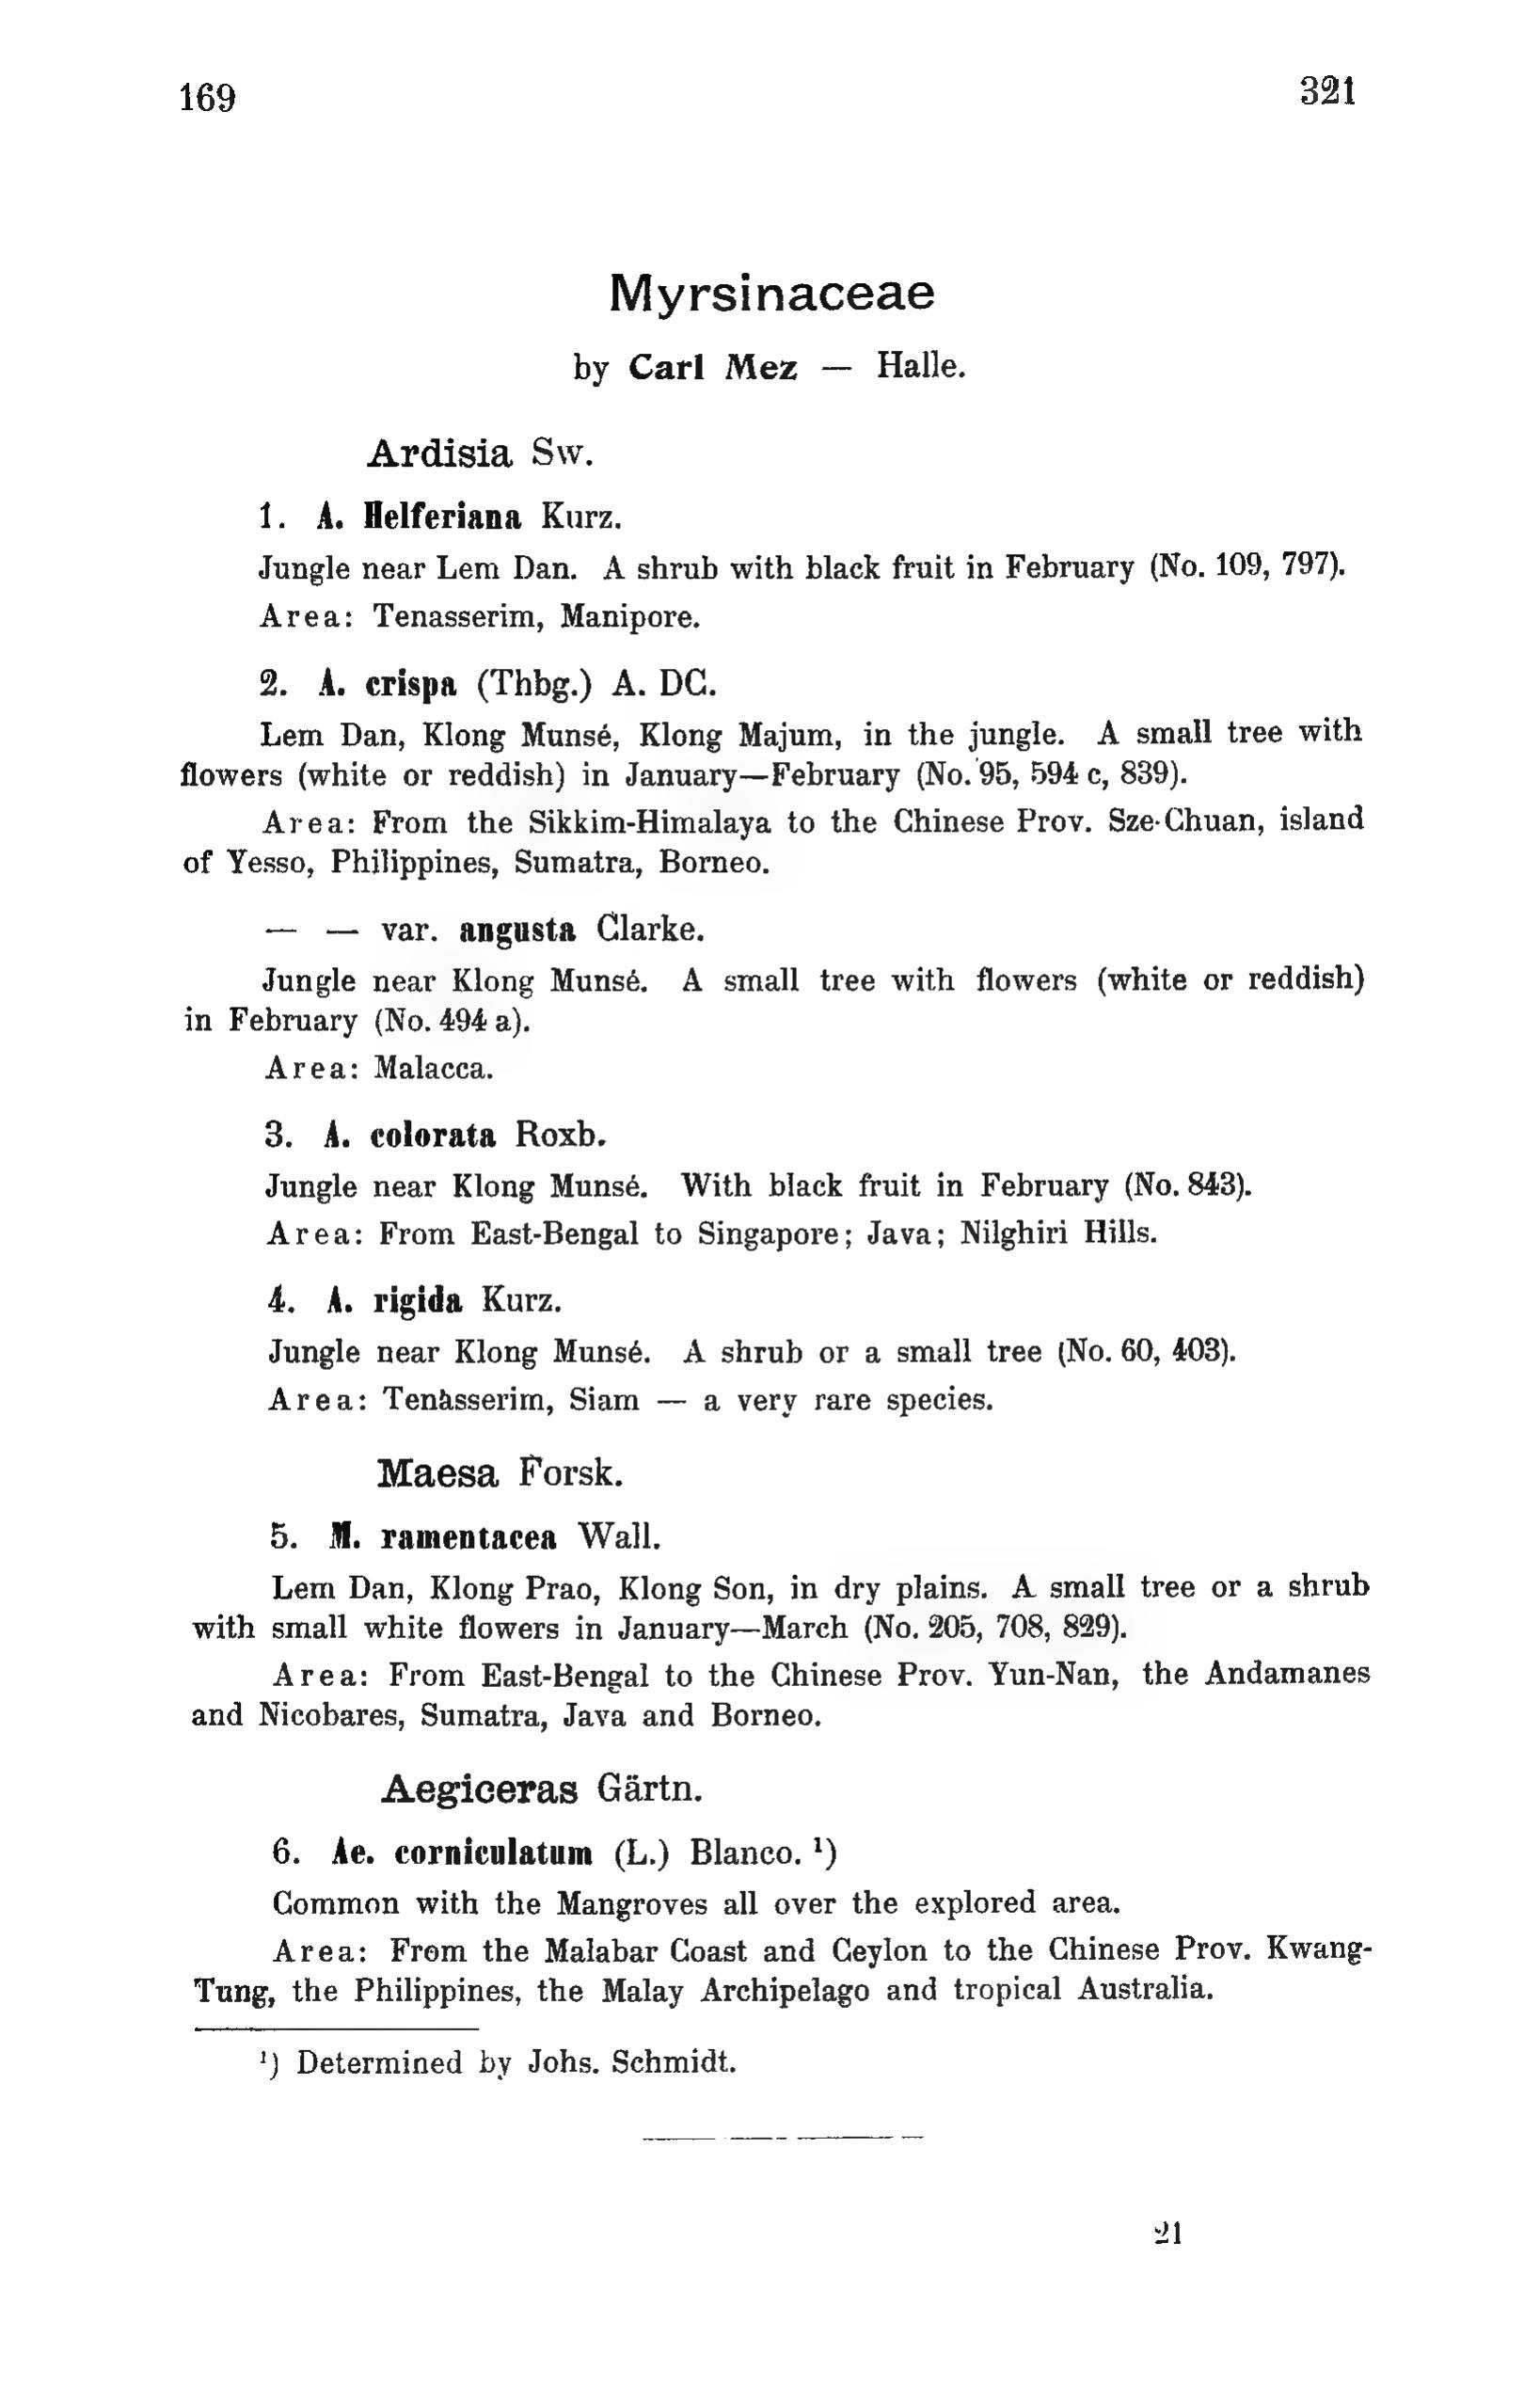 169
321
Myrsinaceae
by Carl Mez — Halle.
Ardisia Sw.
1. A. Helferiana Kurz.
Jungle near Lem Dan. A shrub with black fruit in February (No. 109, 797).
Area: Tenasserim, Manipore.
2. A. crispa (Thbg.) A. DC.
Lem Dan, Klong Munsé, Klong Majum, in the jungle. A small tree with
flowers (white or reddish) in January—February (No. 95, 594 c, 839).
Area: From the Sikkim-Himalaya to the Chinese Prov. Sze-Chuan, island
of Yesso, Philippines, Sumatra, Borneo.
— — var. angusta Clarke.
Jungle near Klong Munsé. A small tree with flowers (white or reddish)
in February (No. 494 a).
Area: Malacca.
3. A. colorata Roxb.
Jungle near Klong Munsé. With black fruit in February (No. 843).
Area: From East-Bengal to Singapore; Java; Nilghiri Hills.
4. A. rigida Kurz.
Jungle near Klong Munsé. A shrub or a small tree (No. 60, 403).
Area: Tenasserim, Siam — a very rare species.
Maesa Forsk.
5. M. ramentacea Wall.
Lem Dan, Klong Prao, Klong Son, in dry plains. A small tree or a shrub
with small white flowers in January—March (No. 205, 708, 829).
Area: From East-Bengal to the Chinese Prov. Yun-Nan, the Andamanes
and Nicobares, Sumatra, Java and Borneo.
Aegiceras Gärtn.
6. Ae. corniculatum (L.) Blanco. ¹)
Common with the Mangroves all over the explored area.
Area: From the Malabar Coast and Ceylon to the Chinese Prov. Kwang-
Tung, the Philippines, the Malay Archipelago and tropical Australia.
¹) Determined by Johs. Schmidt.
21